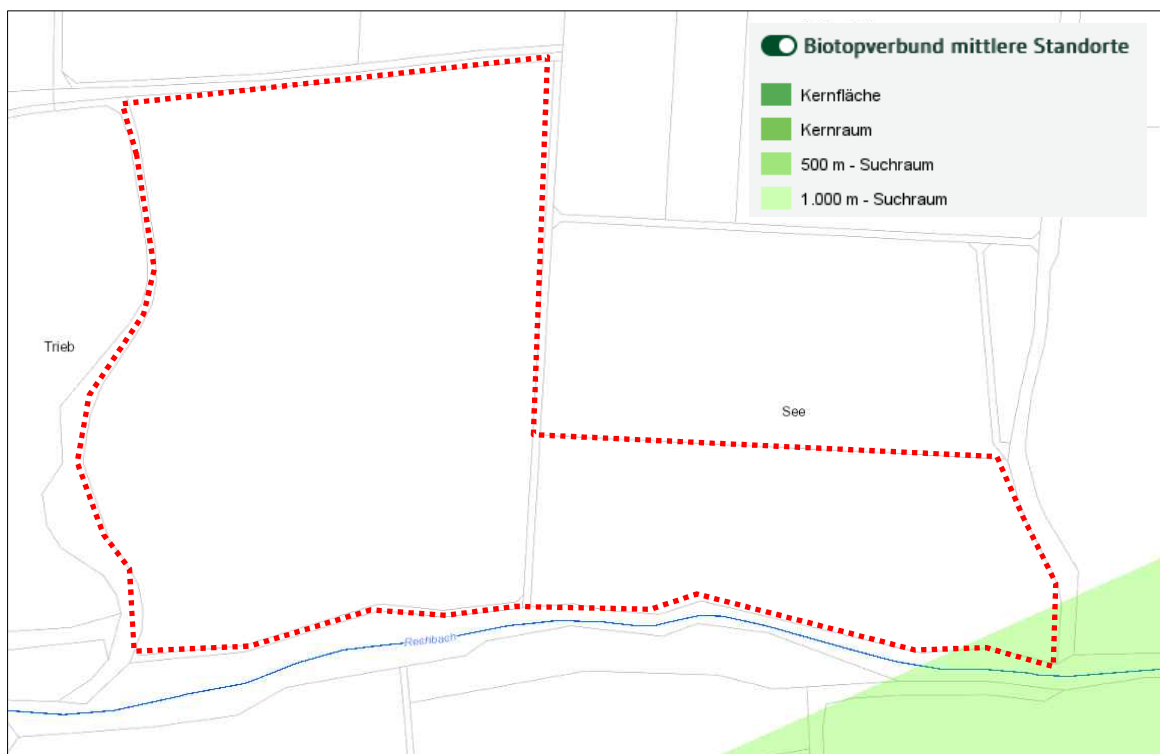 Biotopverbund mittlere Standorte
Kernfläche
Kernraum
500 m - Suchraum
1.000 m - Suchraum
Trieb
See
Rechbach